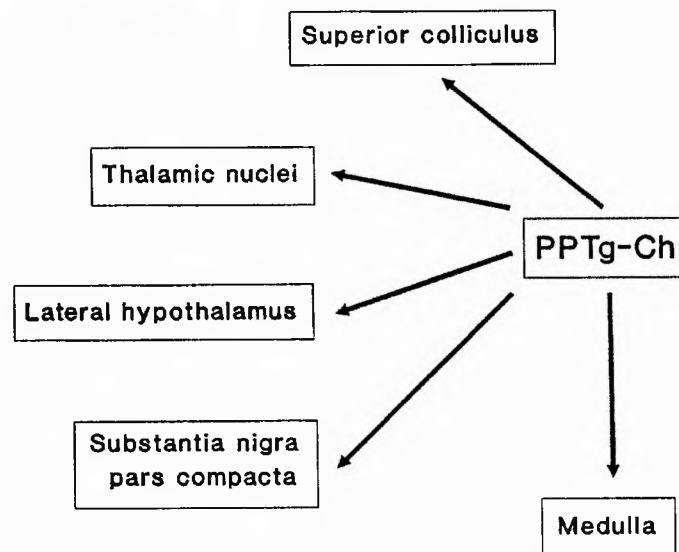 Superior colliculus
Thalamic nuclei
PPTg-Ch
Lateral hypothalamus
Substantia nigra
pars compacta
Medulla